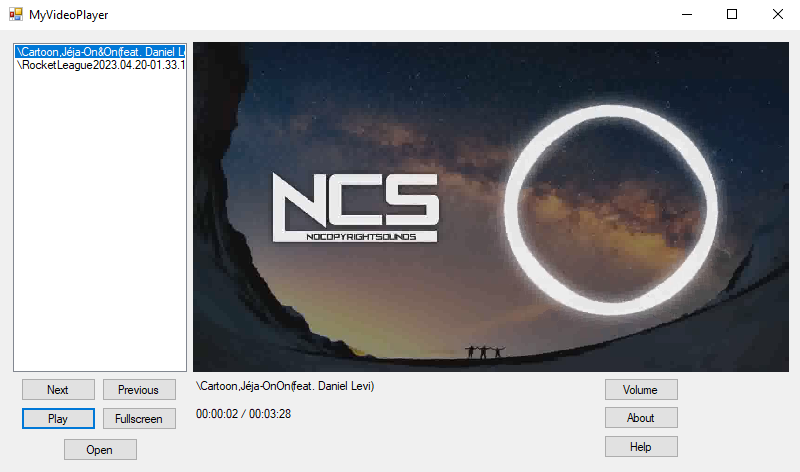 MyVideoPlayer
\Cartoon,Jéja-On&On(feat. Daniel L
\RocketLeague2023.04.20-01.33.1
NCS
NOCOPYRIGHTSOUNDS
Next
Previous
\Cartoon,Jéja-OnOn(feat. Daniel Levi)
Volume
Play
Fullscreen
00:00:02 / 00:03:28
About
Open
Help